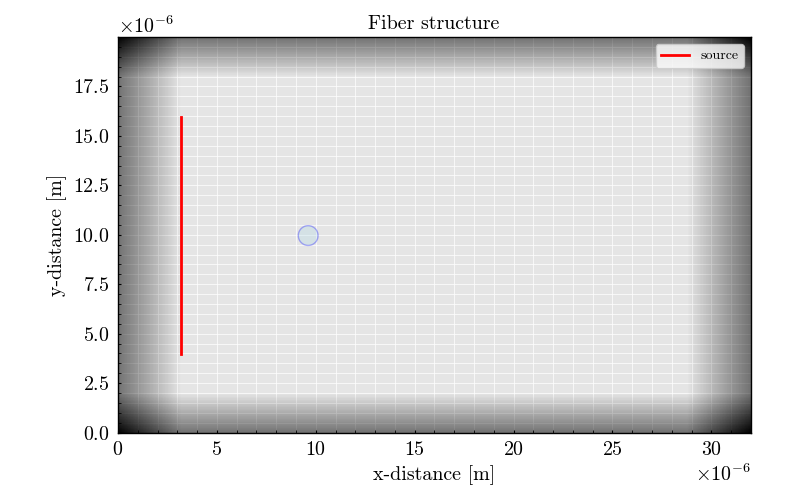 Fiber structure
×10⁻⁶
source
17.5
15.0
12.5
10.0
7.5
5.0
2.5
0.0
y-distance [m]
0 5 10 15 20 25 30
x-distance [m]
×10⁻⁶